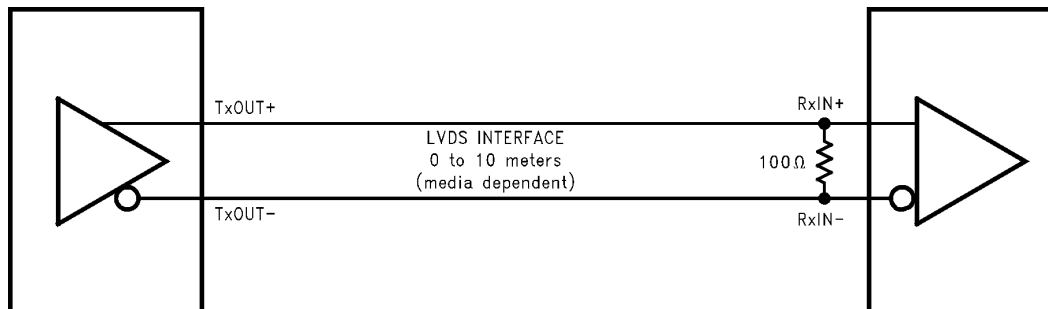 TxOUT+
RxIN+
LVDS INTERFACE
0 to 10 meters
(media dependent)
100Ω
TxOUT−
RxIN−